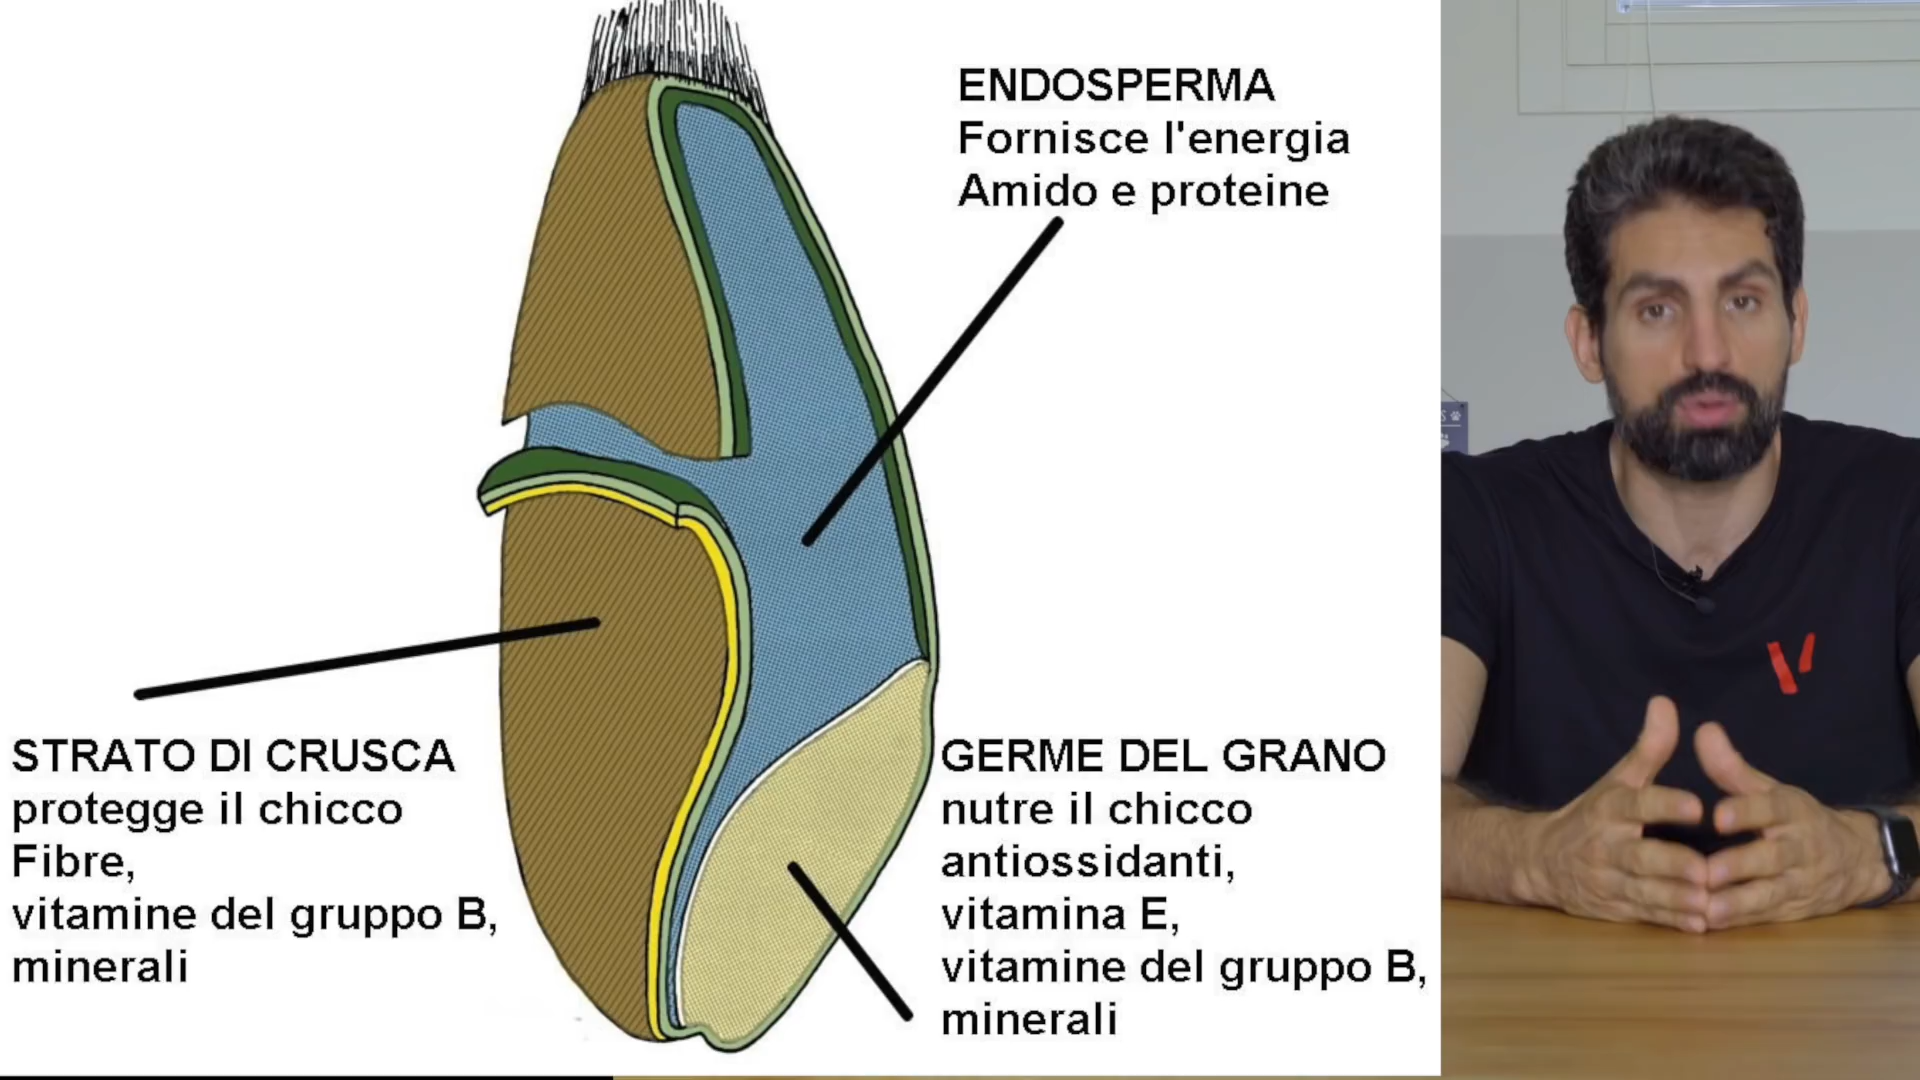 ENDOSPERMA
Fornisce l'energia
Amido e proteine
STRATO DI CRUSCA
protegge il chicco
Fibre,
vitamine del gruppo B,
minerali
GERME DEL GRANO
nutre il chicco
antiossidanti,
vitamina E,
vitamine del gruppo B,
minerali
V